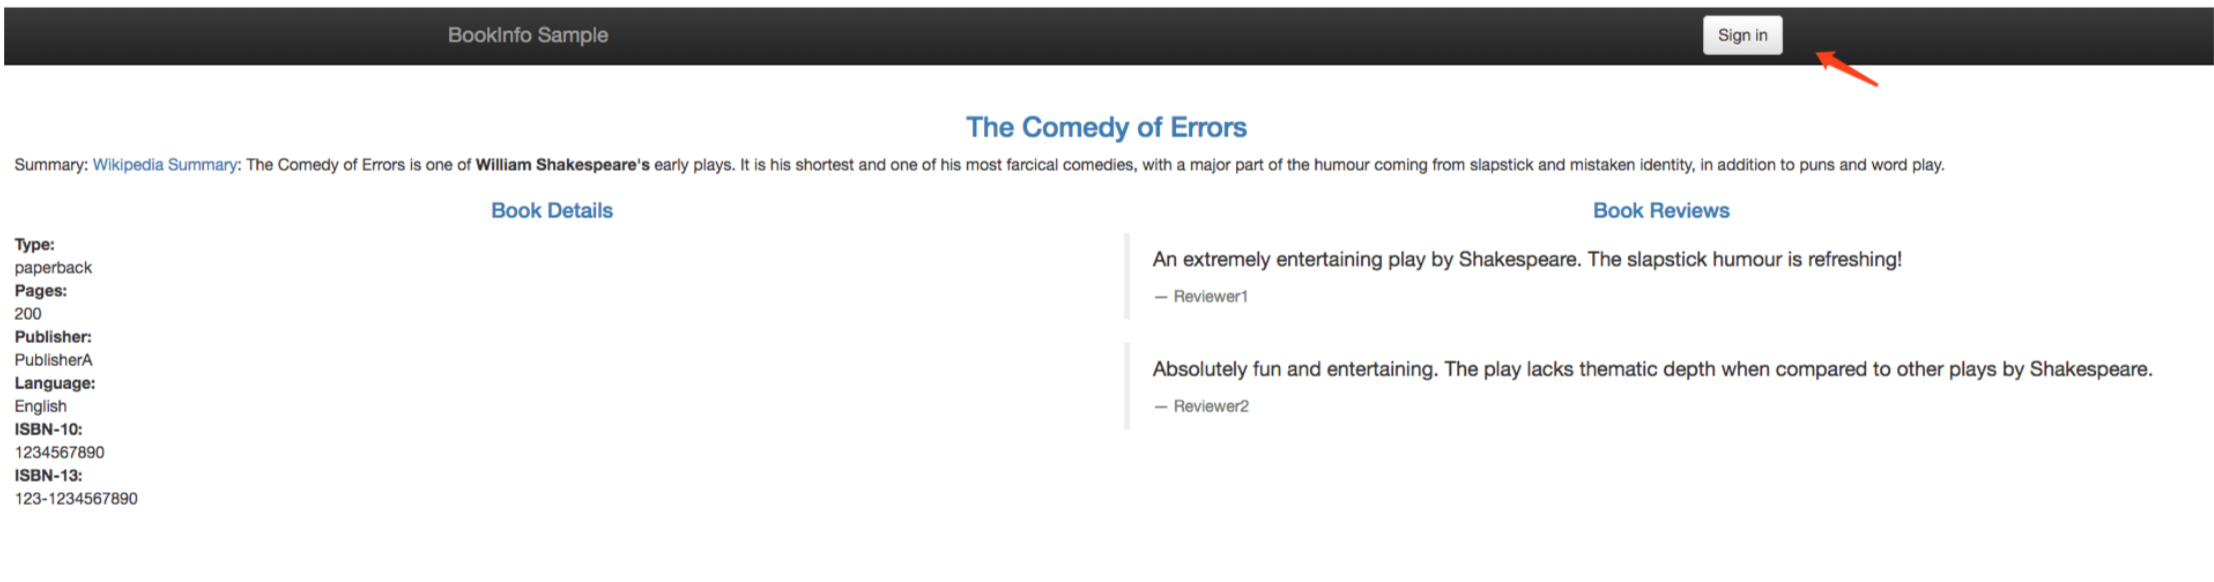 BookInfo Sample
Sign in
The Comedy of Errors
Summary: Wikipedia Summary: The Comedy of Errors is one of William Shakespeare's early plays. It is his shortest and one of his most farcical comedies, with a major part of the humour coming from slapstick and mistaken identity, in addition to puns and word play.
Book Details
Type:
paperback
Pages:
200
Publisher:
PublisherA
Language:
English
ISBN-10:
1234567890
ISBN-13:
123-1234567890
Book Reviews
An extremely entertaining play by Shakespeare. The slapstick humour is refreshing!
— Reviewer1
Absolutely fun and entertaining. The play lacks thematic depth when compared to other plays by Shakespeare.
— Reviewer2